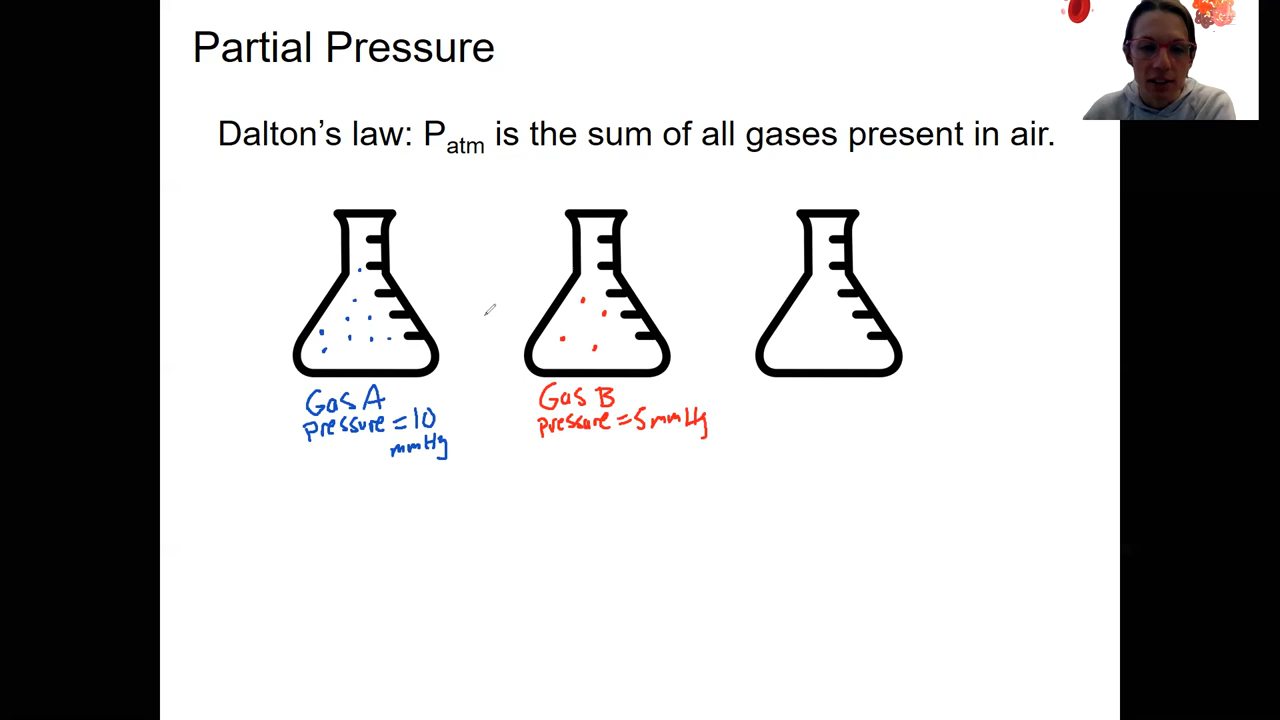 Partial Pressure
Dalton's law: Patm is the sum of all gases present in air.
Gas A
pressure = 10
mmHg
Gas B
pressure = 5 mmHg